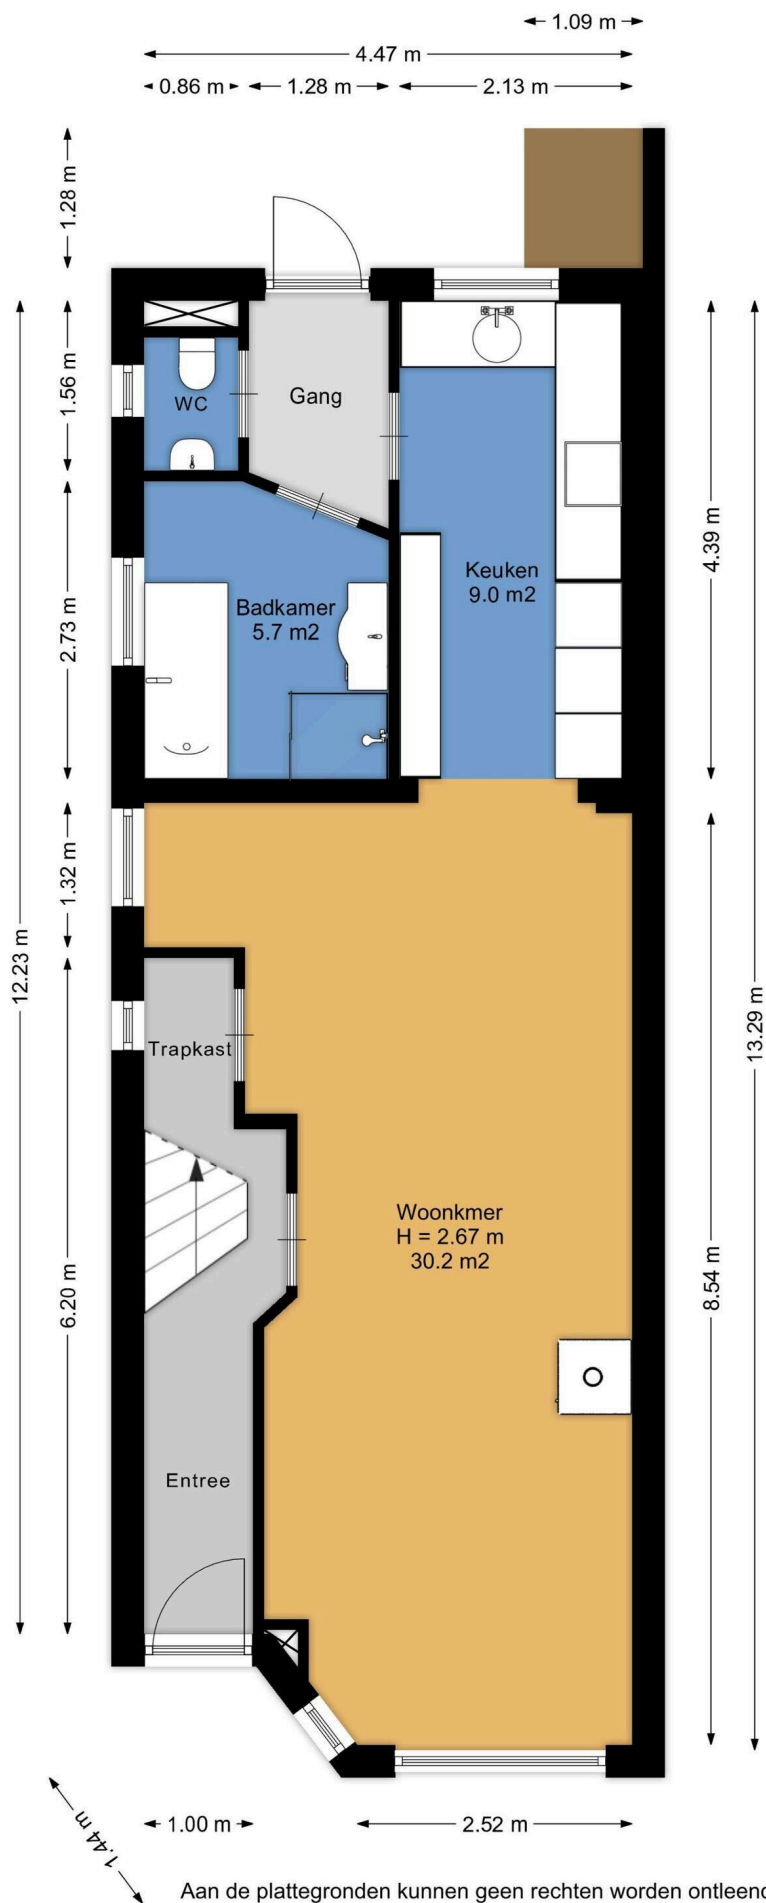 1.09 m
4.47 m
0.86 m
1.28 m
2.13 m
1.28 m
1.56 m
WC
Gang
Keuken
9.0 m2
4.39 m
Badkamer
5.7 m2
2.73 m
1.32 m
12.23 m
13.29 m
Trapkast
Woonkmer
H = 2.67 m
30.2 m2
6.20 m
8.54 m
Entree
1.44 m
1.00 m
2.52 m
Aan de plattegronden kunnen geen rechten worden ontleend